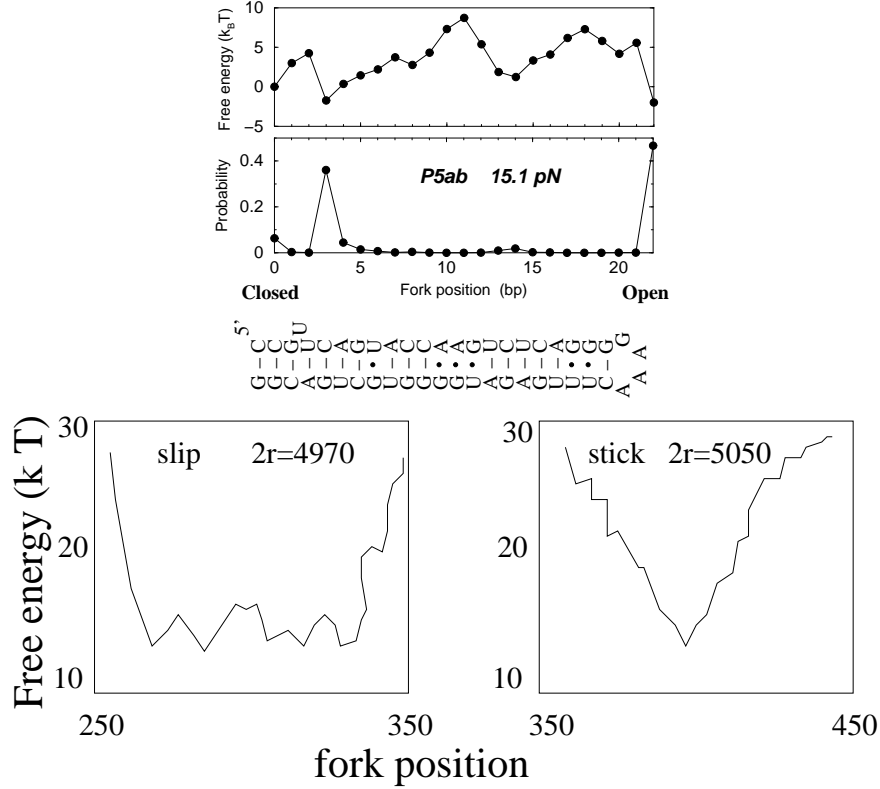 10
5
0
−5
Free energy (k_BT)
0.4
0.2
0
Probability
P5ab 15.1 pN
0 5 10 15 20
Closed Fork position (bp) Open
5'
C C G U U C A G U A C C A A G U C U C A G G G G
G G C A G U C G U G G G G U A G A G U U U C A A A
30
20
10
Free energy (k T)
slip 2r=4970
250 350
30
20
10
stick 2r=5050
350 450
fork position